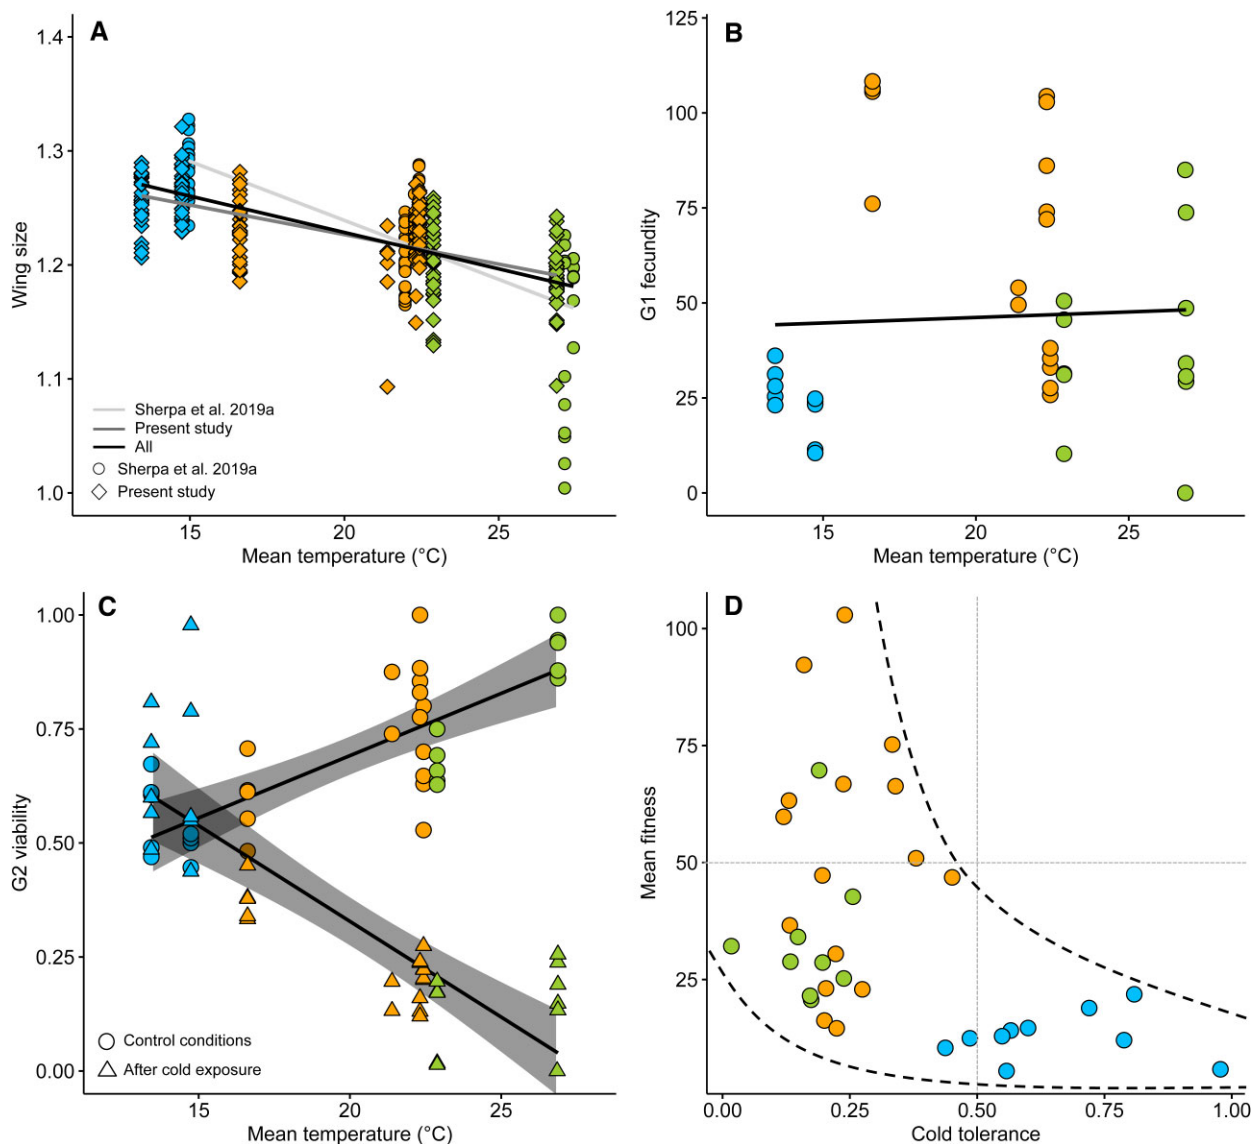 A
Wing size
1.4
1.3
1.2
1.1
1.0
Sherpa et al. 2019a
Present study
All
Sherpa et al. 2019a
Present study
15 20 25
Mean temperature (°C)
B
G1 fecundity
125
100
75
50
25
0
15 20 25
Mean temperature (°C)
C
G2 viability
1.00
0.75
0.50
0.25
0.00
Control conditions
After cold exposure
15 20 25
Mean temperature (°C)
D
Mean fitness
100
75
50
25
0.00 0.25 0.50 0.75 1.00
Cold tolerance